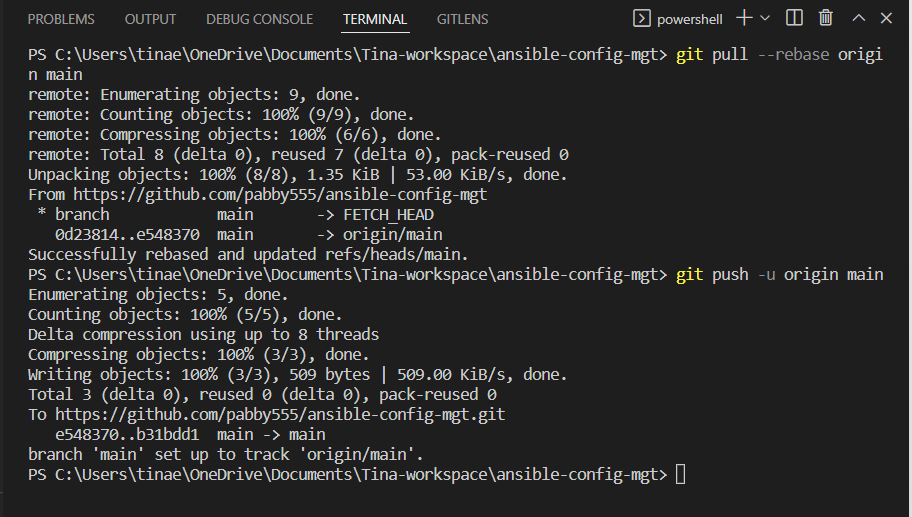 PROBLEMS OUTPUT DEBUG CONSOLE TERMINAL GITLENS powershell
PS C:\Users\tinae\OneDrive\Documents\Tina-workspace\ansible-config-mgt> git pull --rebase origi
n main
remote: Enumerating objects: 9, done.
remote: Counting objects: 100% (9/9), done.
remote: Compressing objects: 100% (6/6), done.
remote: Total 8 (delta 0), reused 7 (delta 0), pack-reused 0
Unpacking objects: 100% (8/8), 1.35 KiB | 53.00 KiB/s, done.
From https://github.com/pabby555/ansible-config-mgt
 * branch            main       -> FETCH_HEAD
   0d23814..e548370  main       -> origin/main
Successfully rebased and updated refs/heads/main.
PS C:\Users\tinae\OneDrive\Documents\Tina-workspace\ansible-config-mgt> git push -u origin main
Enumerating objects: 5, done.
Counting objects: 100% (5/5), done.
Delta compression using up to 8 threads
Compressing objects: 100% (3/3), done.
Writing objects: 100% (3/3), 509 bytes | 509.00 KiB/s, done.
Total 3 (delta 0), reused 0 (delta 0), pack-reused 0
To https://github.com/pabby555/ansible-config-mgt.git
   e548370..b31bdd1  main -> main
branch 'main' set up to track 'origin/main'.
PS C:\Users\tinae\OneDrive\Documents\Tina-workspace\ansible-config-mgt>